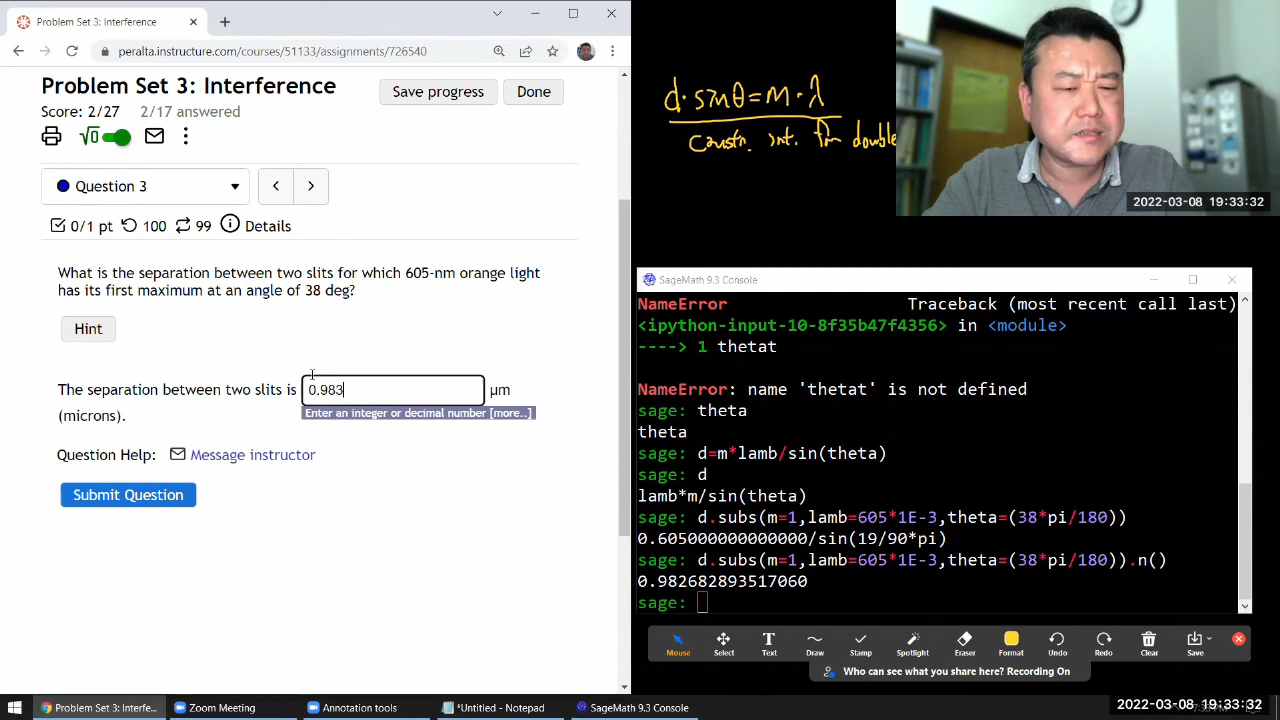 Problem Set 3: Interference
peralta.instructure.com/courses/51133/assignments/726540
Problem Set 3: Interference
Save progress
Done
Score: 2/27 2/17 answered
√0
Question 3
0/1 pt 100 99 Details
What is the separation between two slits for which 605-nm orange light
has its first maximum at an angle of 38 deg?
Hint
The separation between two slits is 0.983 µm
Enter an integer or decimal number [more..]
(microns).
Question Help: Message instructor
Submit Question
d·sinθ=m·λ
constr. int. for double
2022-03-08 19:33:32
SageMath 9.3 Console
NameError Traceback (most recent call last)
<ipython-input-10-8f35b47f4356> in <module>
----> 1 thetat
NameError: name 'thetat' is not defined
sage: theta
theta
sage: d=m*lamb/sin(theta)
sage: d
lamb*m/sin(theta)
sage: d.subs(m=1,lamb=605*1E-3,theta=(38*pi/180))
0.605000000000000/sin(19/90*pi)
sage: d.subs(m=1,lamb=605*1E-3,theta=(38*pi/180)).n()
0.982682893517060
sage:
Mouse Select Text Draw Stamp Spotlight Eraser Format Undo Redo Clear Save
Who can see what you share here? Recording On
Problem Set 3: Interfe... Zoom Meeting Annotation tools *Untitled - Notepad SageMath 9.3 Console
2022-03-08 19:33:32